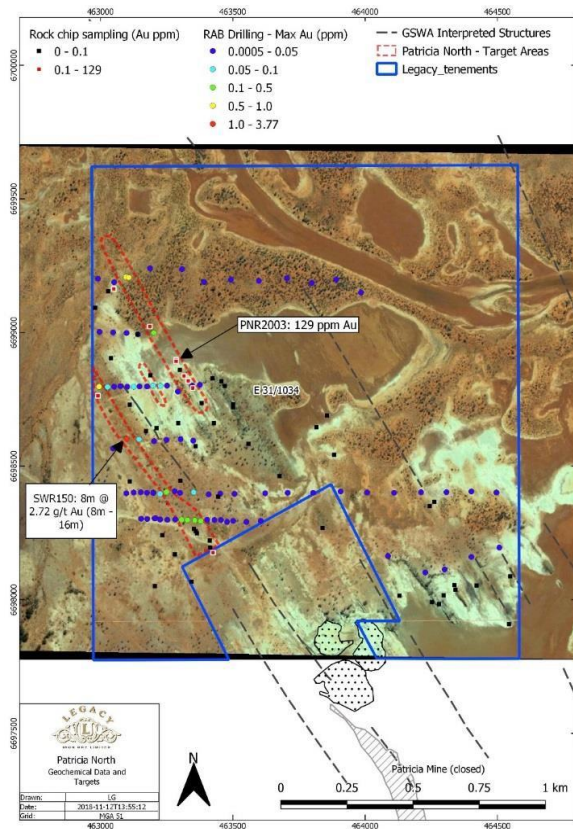 463000
463500
464000
464500
Rock chip sampling (Au ppm)
0 - 0.1
0.1 - 129
RAB Drilling - Max Au (ppm)
0.0005 - 0.05
0.05 - 0.1
0.1 - 0.5
0.5 - 1.0
1.0 - 3.77
GSWA Interpreted Structures
Patricia North - Target Areas
Legacy_tenements
6700000
6699500
6699000
6698500
6698000
6697500
PNR2003: 129 ppm Au
E31/1034
SWR150: 8m @
2.72 g/t Au (8m -
16m)
LEGACY
L
IRON ORE LIMITED
Patricia North
Geochemical Data and
Targets
Drawn: LG
Date: 2018-11-12T13:55:12
Grid: MGA 51
N
Patricia Mine (closed)
0 0.25 0.5 0.75 1 km